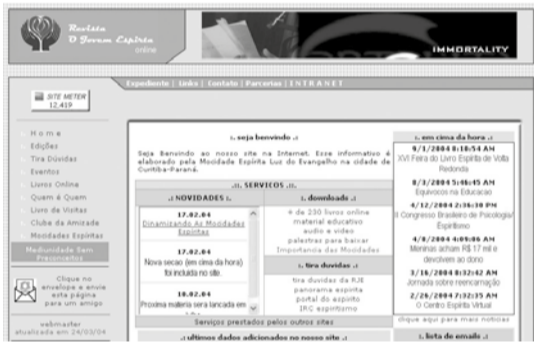 Revista
O Jovem Espírita
online
IMMORTALITY
Expediente | Links | Contato | Parcerias | I N T R A N E T
SITE METER
12,419
:. Home
:. Edições
:. Tira Dúvidas
:. Eventos
:. Livros Online
:. Quem é Quem
:. Livro de Visitas
:. Clube da Amizade
:. Mocidades Espíritas
Mediunidade Sem
Preconceitos
Clique no
envelope e envie
esta página
para um amigo
webmaster
atualizada em 24/03/04
:. seja benvindo .:
Seja Benvindo ao nosso site na Internet. Esse informativo é
elaborado pela Mocidade Espírita Luz do Evangelho na cidade de
Curitiba-Paraná.
.::. SERVICOS .::.
.: NOVIDADES :.
17.02.04
Dinamizando As Mocidades
Espíritas
17.02.04
Nova secao (em cima da hora)
foi incluida no site.
10.02.04
Proxima materia sera lancada em
:. downloads .:
+ de 230 livros online
material educativo
audio e video
palestras para baixar
Importancia das Mocidades
:. tira duvidas .:
tira duvidas da RJE
panorama espirita
portal do espirito
IRC espiritismo
Serviços prestados pelos outros sites
.: ultimos dados adicionados no nosso site .:
:. em cima da hora .:
9/1/2004 8:18:54 AM
XVI Feira do Livro Espírita de Volta
Redonda
8/3/2004 5:46:45 AM
Equivocos na Educacao
4/12/2004 2:36:30 PM
II Congresso Brasileiro de Psicologia/
Espiritismo
4/8/2004 4:09:06 AM
Meninas acham R$ 17 mil e
devolvem ao dono
3/16/2004 8:32:42 AM
Jornada sobre reencarnação
2/26/2004 7:32:35 AM
O Centro Espírita Virtual
clique aqui para mais noticias
:. lista de emails .: